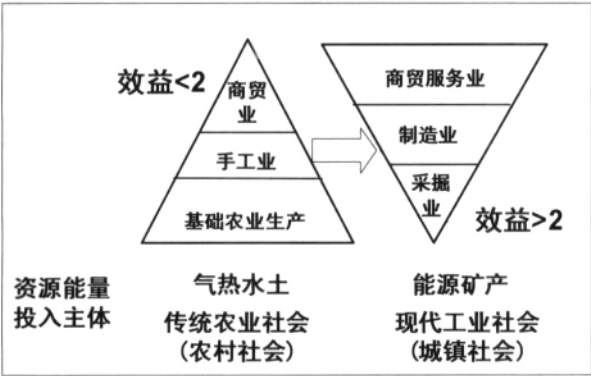 效益<2
商贸
业
手工业
基础农业生产
商贸服务业
制造业
采掘
业
效益>2
资源能量
投入主体
气热水土
传统农业社会
(农村社会)
能源矿产
现代工业社会
(城镇社会)